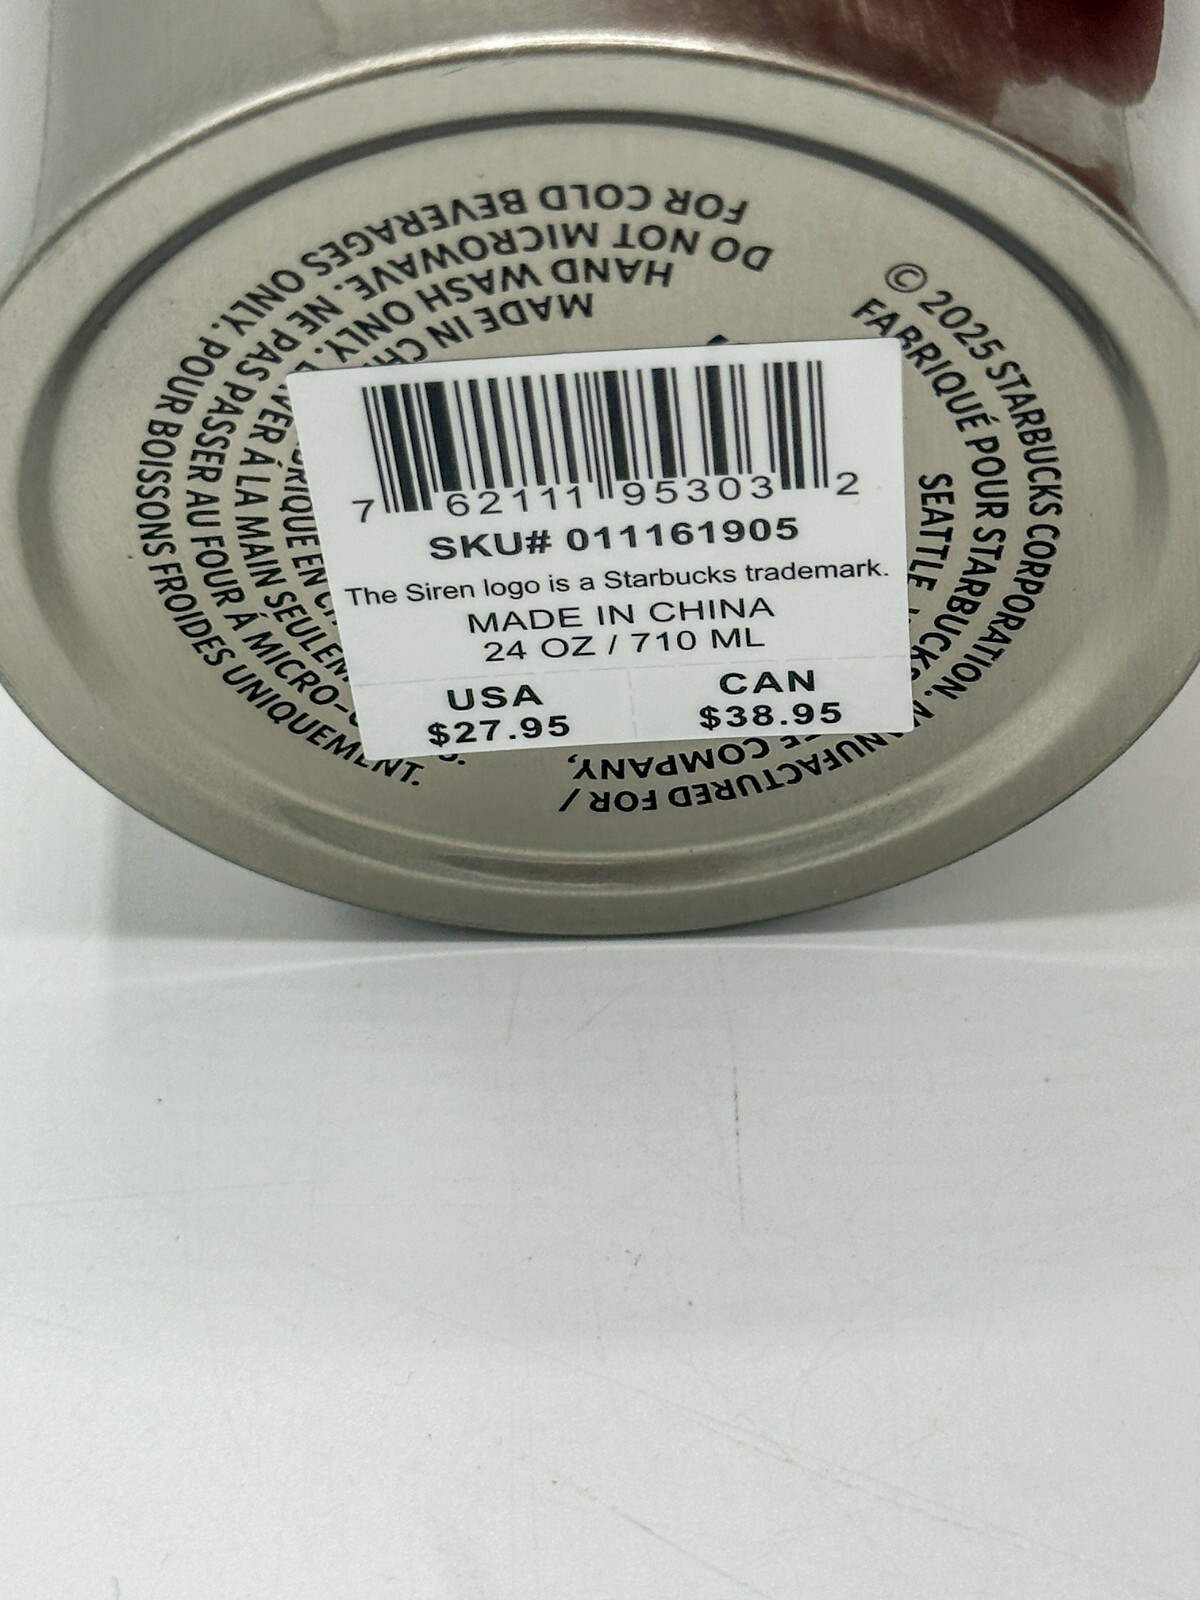 FOR COLD BEVERAGES ONLY. POUR BOISSONS FROIDES UNIQUEMENT.
DO NOT MICROWAVE. NE PAS PASSER AU FOUR À MICRO-
HAND WASH ONLY. À LA MAIN
MADE IN EN
© 2025 STARBUCKS CORPORATION. MANUFACTURED FOR /
FABRIQUÉ POUR STARBUCKS COMPANY,
SEATTLE
7 62111 95303 2
SKU# 011161905
The Siren logo is a Starbucks trademark.
MADE IN CHINA
24 OZ / 710 ML
USA CAN
$27.95 $38.95